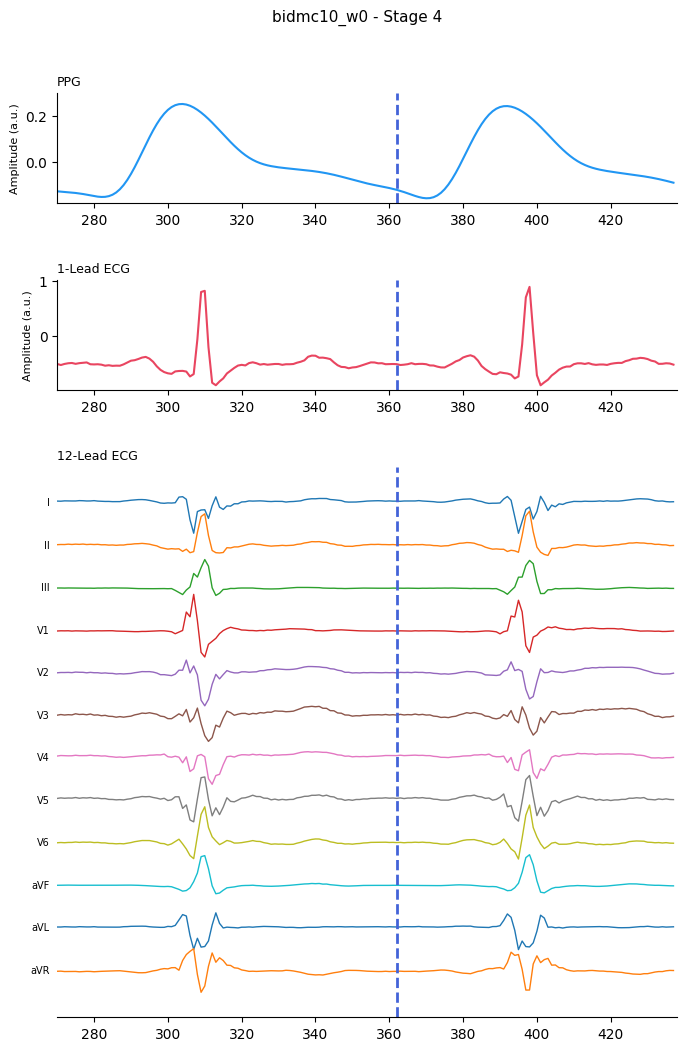 bidmc10_w0 - Stage 4
PPG
Amplitude (a.u.)
0.2
0.0
280 300 320 340 360 380 400 420
1-Lead ECG
Amplitude (a.u.)
1
0
280 300 320 340 360 380 400 420
12-Lead ECG
I
II
III
V1
V2
V3
V4
V5
V6
aVF
aVL
aVR
280 300 320 340 360 380 400 420